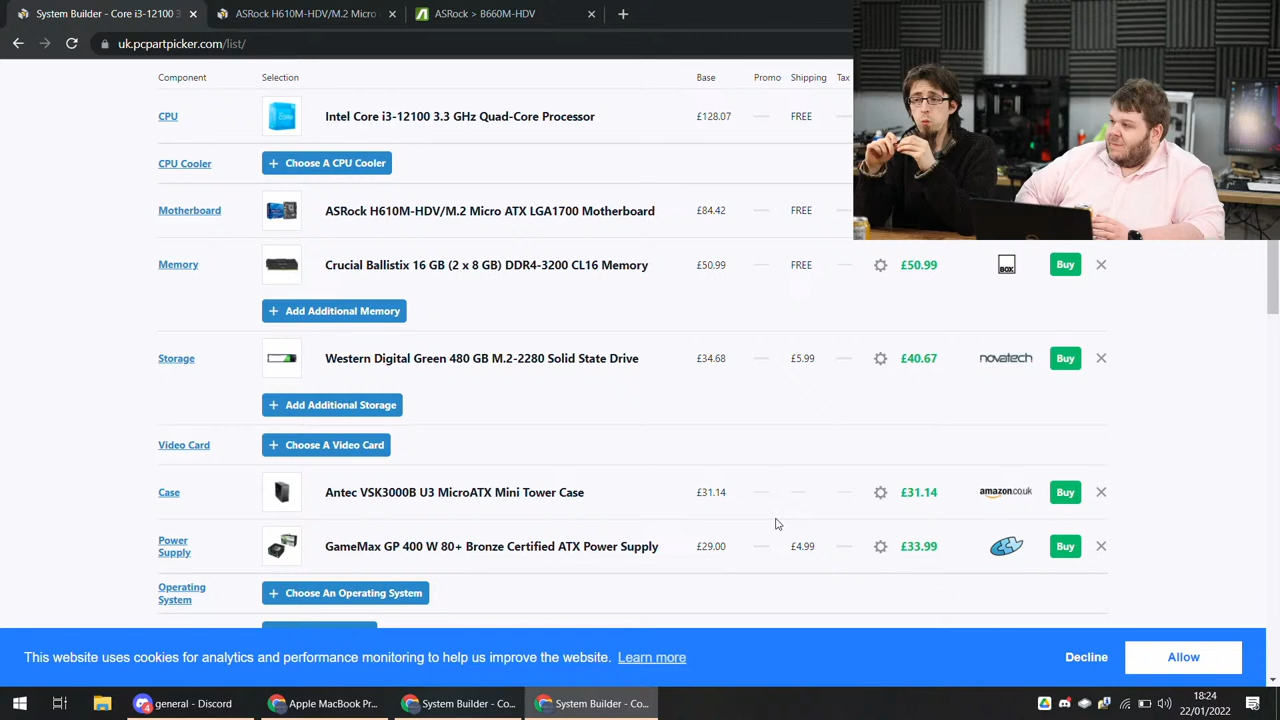 System Builder - Core i3-12100 3
ASRock H610M-HDV/M.2 Micro
ASRock > B660M-HDV
uk.pcpartpicker.com/list/
Component Selection Base Promo Shipping Tax
CPU Intel Core i3-12100 3.3 GHz Quad-Core Processor £128.07 FREE
CPU Cooler + Choose A CPU Cooler
Motherboard ASRock H610M-HDV/M.2 Micro ATX LGA1700 Motherboard £84.42 FREE
Memory Crucial Ballistix 16 GB (2 x 8 GB) DDR4-3200 CL16 Memory £50.99 FREE £50.99 BOX Buy
+ Add Additional Memory
Storage Western Digital Green 480 GB M.2-2280 Solid State Drive £34.68 £5.99 £40.67 novatech Buy
+ Add Additional Storage
Video Card + Choose A Video Card
Case Antec VSK3000B U3 MicroATX Mini Tower Case £31.14 £31.14 amazon.co.uk Buy
Power
Supply GameMax GP 400 W 80+ Bronze Certified ATX Power Supply £29.00 £4.99 £33.99 Buy
Operating
System + Choose An Operating System
This website uses cookies for analytics and performance monitoring to help us improve the website. Learn more Decline Allow
general - Discord
Apple MacBook P...
System Builder - Co...
System Builder - Co...
18:24
22/01/2022